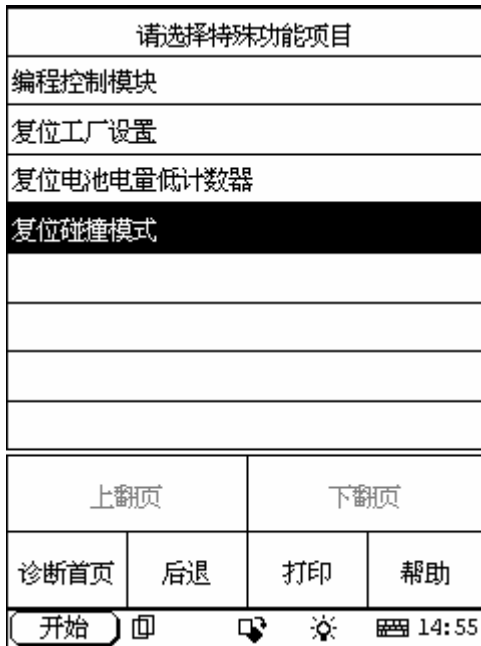 请选择特殊功能项目
编程控制模块
复位工厂设置
复位电池电量低计数器
复位碰撞模式
上翻页 下翻页
诊断首页 后退 打印 帮助
开始 14:55